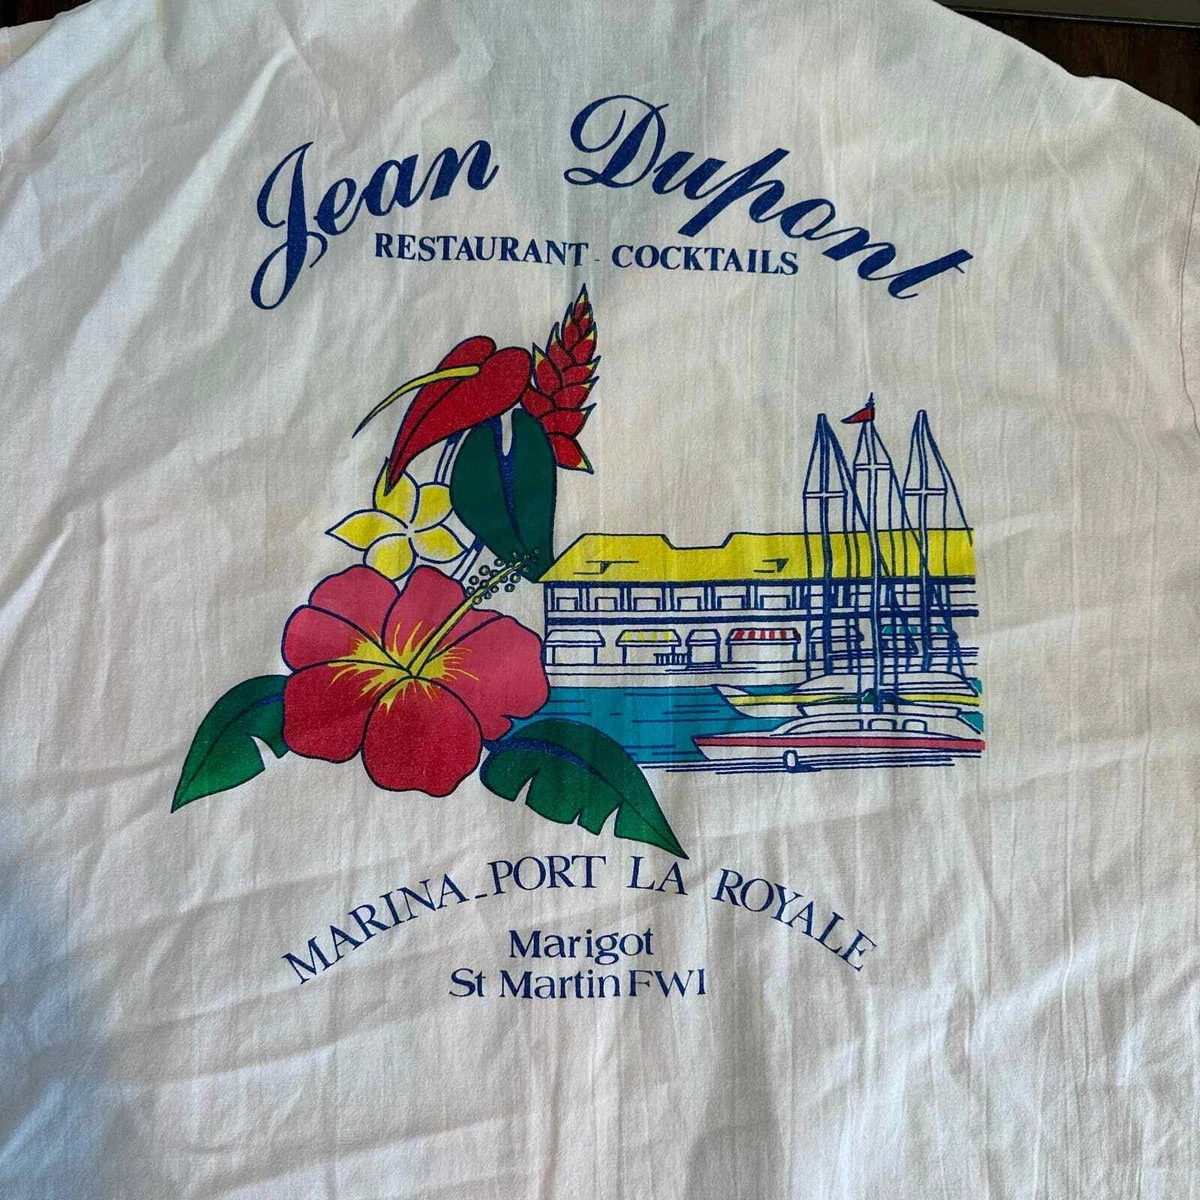 Jean Dupont
RESTAURANT - COCKTAILS
MARINA_PORT LA ROYALE
Marigot
St Martin FWI